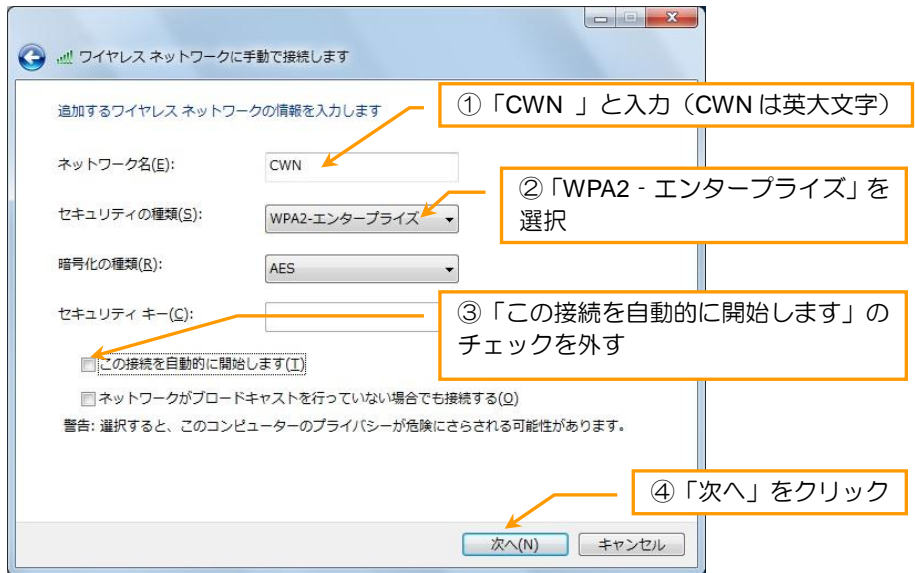 ワイヤレス ネットワークに手動で接続します
追加するワイヤレス ネットワークの情報を入力します
①「CWN 」と入力（CWN は英大文字）
ネットワーク名(E):
CWN
②「WPA2‐エンタープライズ」を
選択
セキュリティの種類(S):
WPA2-エンタープライズ
暗号化の種類(R):
AES
セキュリティ キー(C):
③「この接続を自動的に開始します」の
チェックを外す
この接続を自動的に開始します(T)
ネットワークがブロードキャストを行っていない場合でも接続する(O)
警告: 選択すると、このコンピューターのプライバシーが危険にさらされる可能性があります。
④「次へ」をクリック
次へ(N)
キャンセル